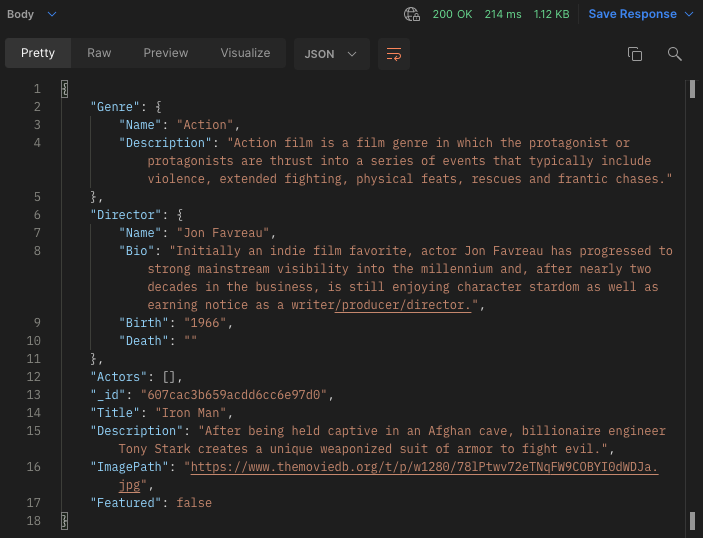 Body 200 OK 214 ms 1.12 KB Save Response
Pretty Raw Preview Visualize JSON
1 {
2 "Genre": {
3 "Name": "Action",
4 "Description": "Action film is a film genre in which the protagonist or
protagonists are thrust into a series of events that typically include
violence, extended fighting, physical feats, rescues and frantic chases."
5 },
6 "Director": {
7 "Name": "Jon Favreau",
8 "Bio": "Initially an indie film favorite, actor Jon Favreau has progressed to
strong mainstream visibility into the millennium and, after nearly two
decades in the business, is still enjoying character stardom as well as
earning notice as a writer/producer/director.",
9 "Birth": "1966",
10 "Death": ""
11 },
12 "Actors": [],
13 "_id": "607cac3b659acdd6cc6e97d0",
14 "Title": "Iron Man",
15 "Description": "After being held captive in an Afghan cave, billionaire engineer
Tony Stark creates a unique weaponized suit of armor to fight evil.",
16 "ImagePath": "https://www.themoviedb.org/t/p/w1280/78lPtwv72eTNqFW9COBYI0dWDJa.
jpg",
17 "Featured": false
18 }